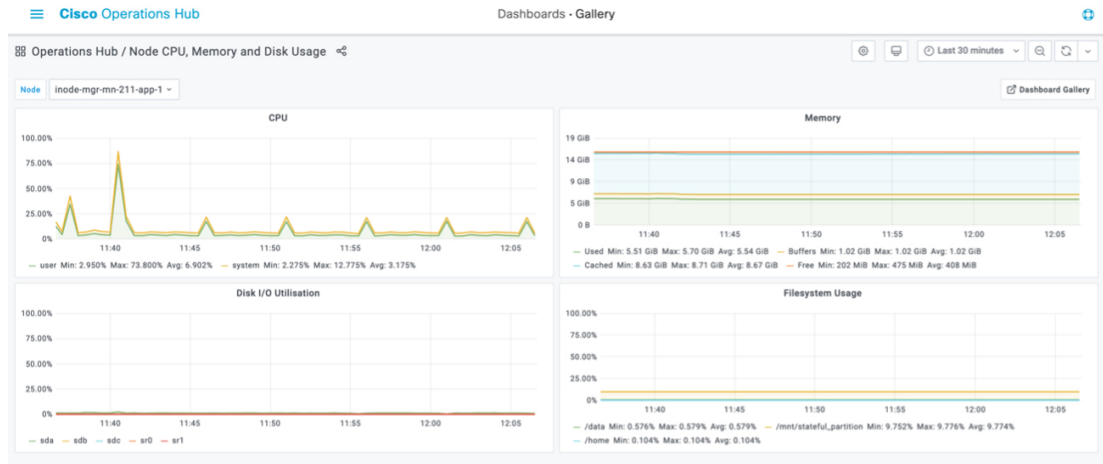 Cisco Operations Hub
Dashboards · Gallery
Operations Hub / Node CPU, Memory and Disk Usage
Last 30 minutes
Node inode-mgr-mn-211-app-1
Dashboard Gallery
CPU
100.00%
75.00%
50.00%
25.00%
0%
11:40 11:45 11:50 11:55 12:00 12:05
user Min: 2.950% Max: 73.800% Avg: 6.902% system Min: 2.275% Max: 12.775% Avg: 3.175%
Memory
19 GiB
14 GiB
9 GiB
5 GiB
0 B
11:40 11:45 11:50 11:55 12:00 12:05
Used Min: 5.51 GiB Max: 5.70 GiB Avg: 5.54 GiB Buffers Min: 1.02 GiB Max: 1.02 GiB Avg: 1.02 GiB
Cached Min: 8.63 GiB Max: 8.71 GiB Avg: 8.67 GiB Free Min: 202 MiB Max: 475 MiB Avg: 408 MiB
Disk I/O Utilisation
100.00%
75.00%
50.00%
25.00%
0%
11:40 11:45 11:50 11:55 12:00 12:05
sda sdb sdc sr0 sr1
Filesystem Usage
100.00%
75.00%
50.00%
25.00%
0%
11:40 11:45 11:50 11:55 12:00 12:05
/data Min: 0.576% Max: 0.579% Avg: 0.579% /mnt/stateful_partition Min: 9.752% Max: 9.776% Avg: 9.774%
/home Min: 0.104% Max: 0.104% Avg: 0.104%